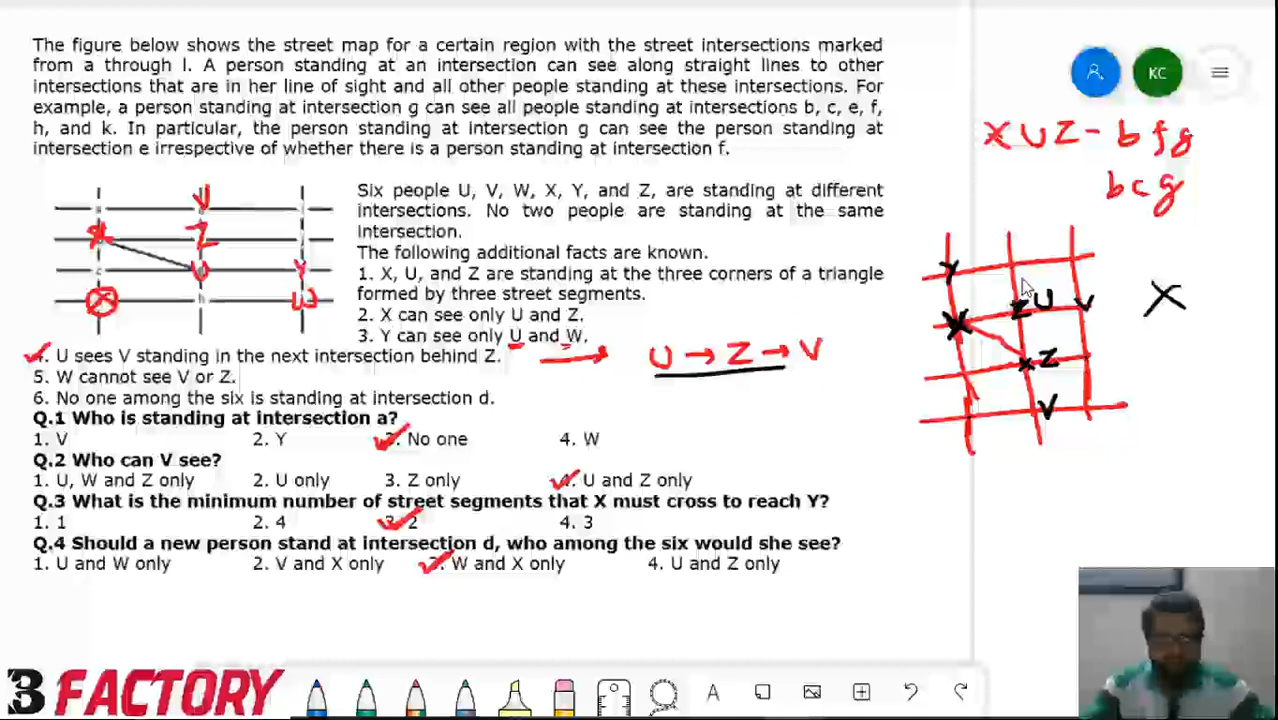 The figure below shows the street map for a certain region with the street intersections marked
from a through l. A person standing at an intersection can see along straight lines to other
intersections that are in her line of sight and all other people standing at these intersections. For
example, a person standing at intersection g can see all people standing at intersections b, c, e, f,
h, and k. In particular, the person standing at intersection g can see the person standing at
intersection e irrespective of whether there is a person standing at intersection f.
Six people U, V, W, X, Y, and Z, are standing at different
intersections. No two people are standing at the same
intersection.
The following additional facts are known.
1. X, U, and Z are standing at the three corners of a triangle
formed by three street segments.
2. X can see only U and Z.
3. Y can see only U and W.
4. U sees V standing in the next intersection behind Z.
5. W cannot see V or Z.
6. No one among the six is standing at intersection d.
Q.1 Who is standing at intersection a?
1. V 2. Y 3. No one 4. W
Q.2 Who can V see?
1. U, W and Z only 2. U only 3. Z only 4. U and Z only
Q.3 What is the minimum number of street segments that X must cross to reach Y?
1. 1 2. 4 3. 2 4. 3
Q.4 Should a new person stand at intersection d, who among the six would she see?
1. U and W only 2. V and X only 3. W and X only 4. U and Z only
V
X Z
U Y
W
U → Z → V
KC
X U Z - b f g
b c g
Y
X Z U V
X Z
V
X
3 FACTORY
A